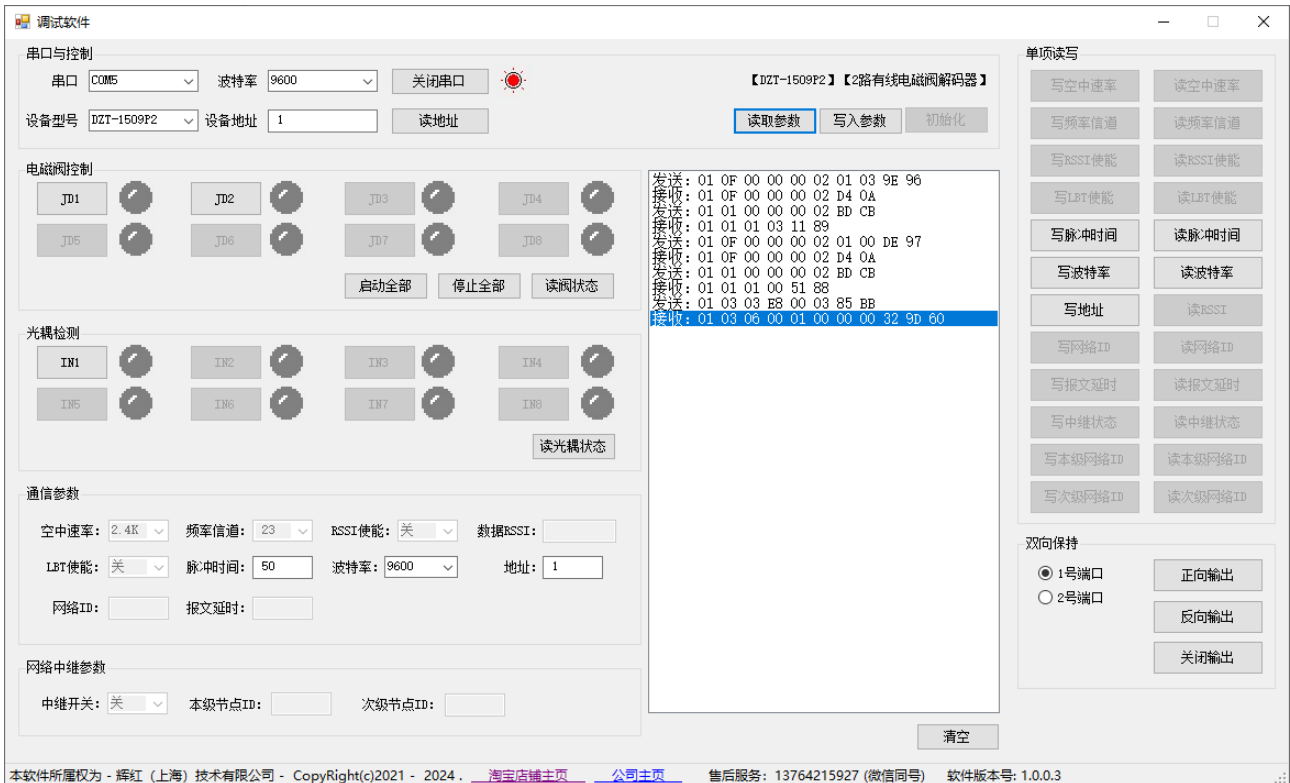 调试软件
串口与控制
串口 COM5 波特率 9600 关闭串口 【DZT-1509P2】【2路有线电磁阀解码器】
设备型号 DZT-1509P2 设备地址 1 读地址 读取参数 写入参数 初始化
电磁阀控制
JD1 JD2 JD3 JD4
JD5 JD6 JD7 JD8
启动全部 停止全部 读阀状态
光耦检测
IN1 IN2 IN3 IN4
IN5 IN6 IN7 IN8
读光耦状态
通信参数
空中速率: 2.4K 频率信道: 23 RSSI使能: 关 数据RSSI:
LBT使能: 关 脉冲时间: 50 波特率: 9600 地址: 1
网络ID: 报文延时:
网络中继参数
中继开关: 关 本级节点ID: 次级节点ID:
发送: 01 0F 00 00 00 02 01 03 9E 96
接收: 01 0F 00 00 00 02 D4 0A
发送: 01 01 00 00 00 02 BD CB
接收: 01 01 01 03 11 89
发送: 01 0F 00 00 00 02 01 00 DE 97
接收: 01 0F 00 00 00 02 D4 0A
发送: 01 01 00 00 00 02 BD CB
接收: 01 01 01 00 51 88
发送: 01 03 03 E8 00 03 85 BB
接收: 01 03 06 00 01 00 00 00 32 9D 60
清空
单项读写
写空中速率 读空中速率
写频率信道 读频率信道
写RSSI使能 读RSSI使能
写LBT使能 读LBT使能
写脉冲时间 读脉冲时间
写波特率 读波特率
写地址 读RSSI
写网络ID 读网络ID
写报文延时 读报文延时
写中继状态 读中继状态
写本级网络ID 读本级网络ID
写次级网络ID 读次级网络ID
双向保持
1号端口 正向输出
2号端口
反向输出
关闭输出
本软件所属权为 - 辉红（上海）技术有限公司 - CopyRight(c)2021 - 2024 . 淘宝店铺主页 公司主页 售后服务: 13764215927 (微信同号) 软件版本号: 1.0.0.3